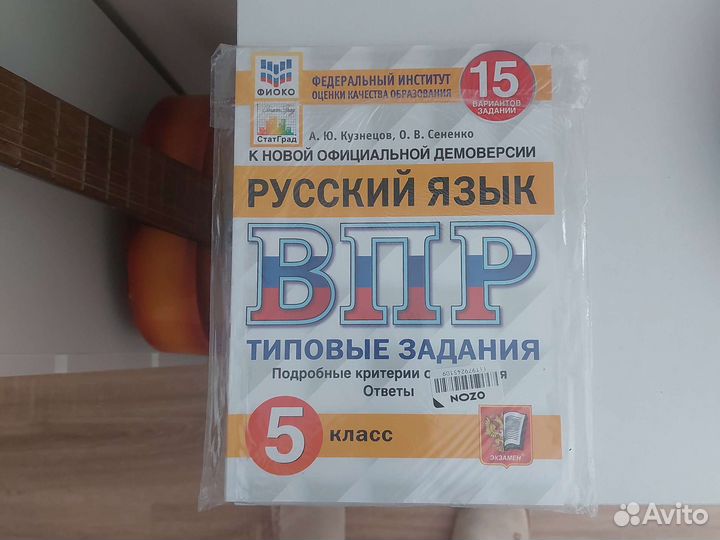 ФИОКО
ФЕДЕРАЛЬНЫЙ ИНСТИТУТ
ОЦЕНКИ КАЧЕСТВА ОБРАЗОВАНИЯ
15
ВАРИАНТОВ
ЗАДАНИЙ
СтатГрад
А. Ю. Кузнецов, О. В. Сененко
К НОВОЙ ОФИЦИАЛЬНОЙ ДЕМОВЕРСИИ
РУССКИЙ ЯЗЫК
ВПР
ТИПОВЫЕ ЗАДАНИЯ
Подробные критерии
Ответы
OZON
5 класс
ЭКЗАМЕН
Avito